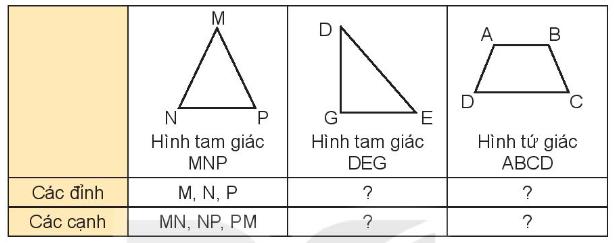 M
N P
Hình tam giác
MNP
D
G E
Hình tam giác
DEG
A B
D C
Hình tứ giác
ABCD
Các đỉnh M, N, P ? ?
Các cạnh MN, NP, PM ? ?